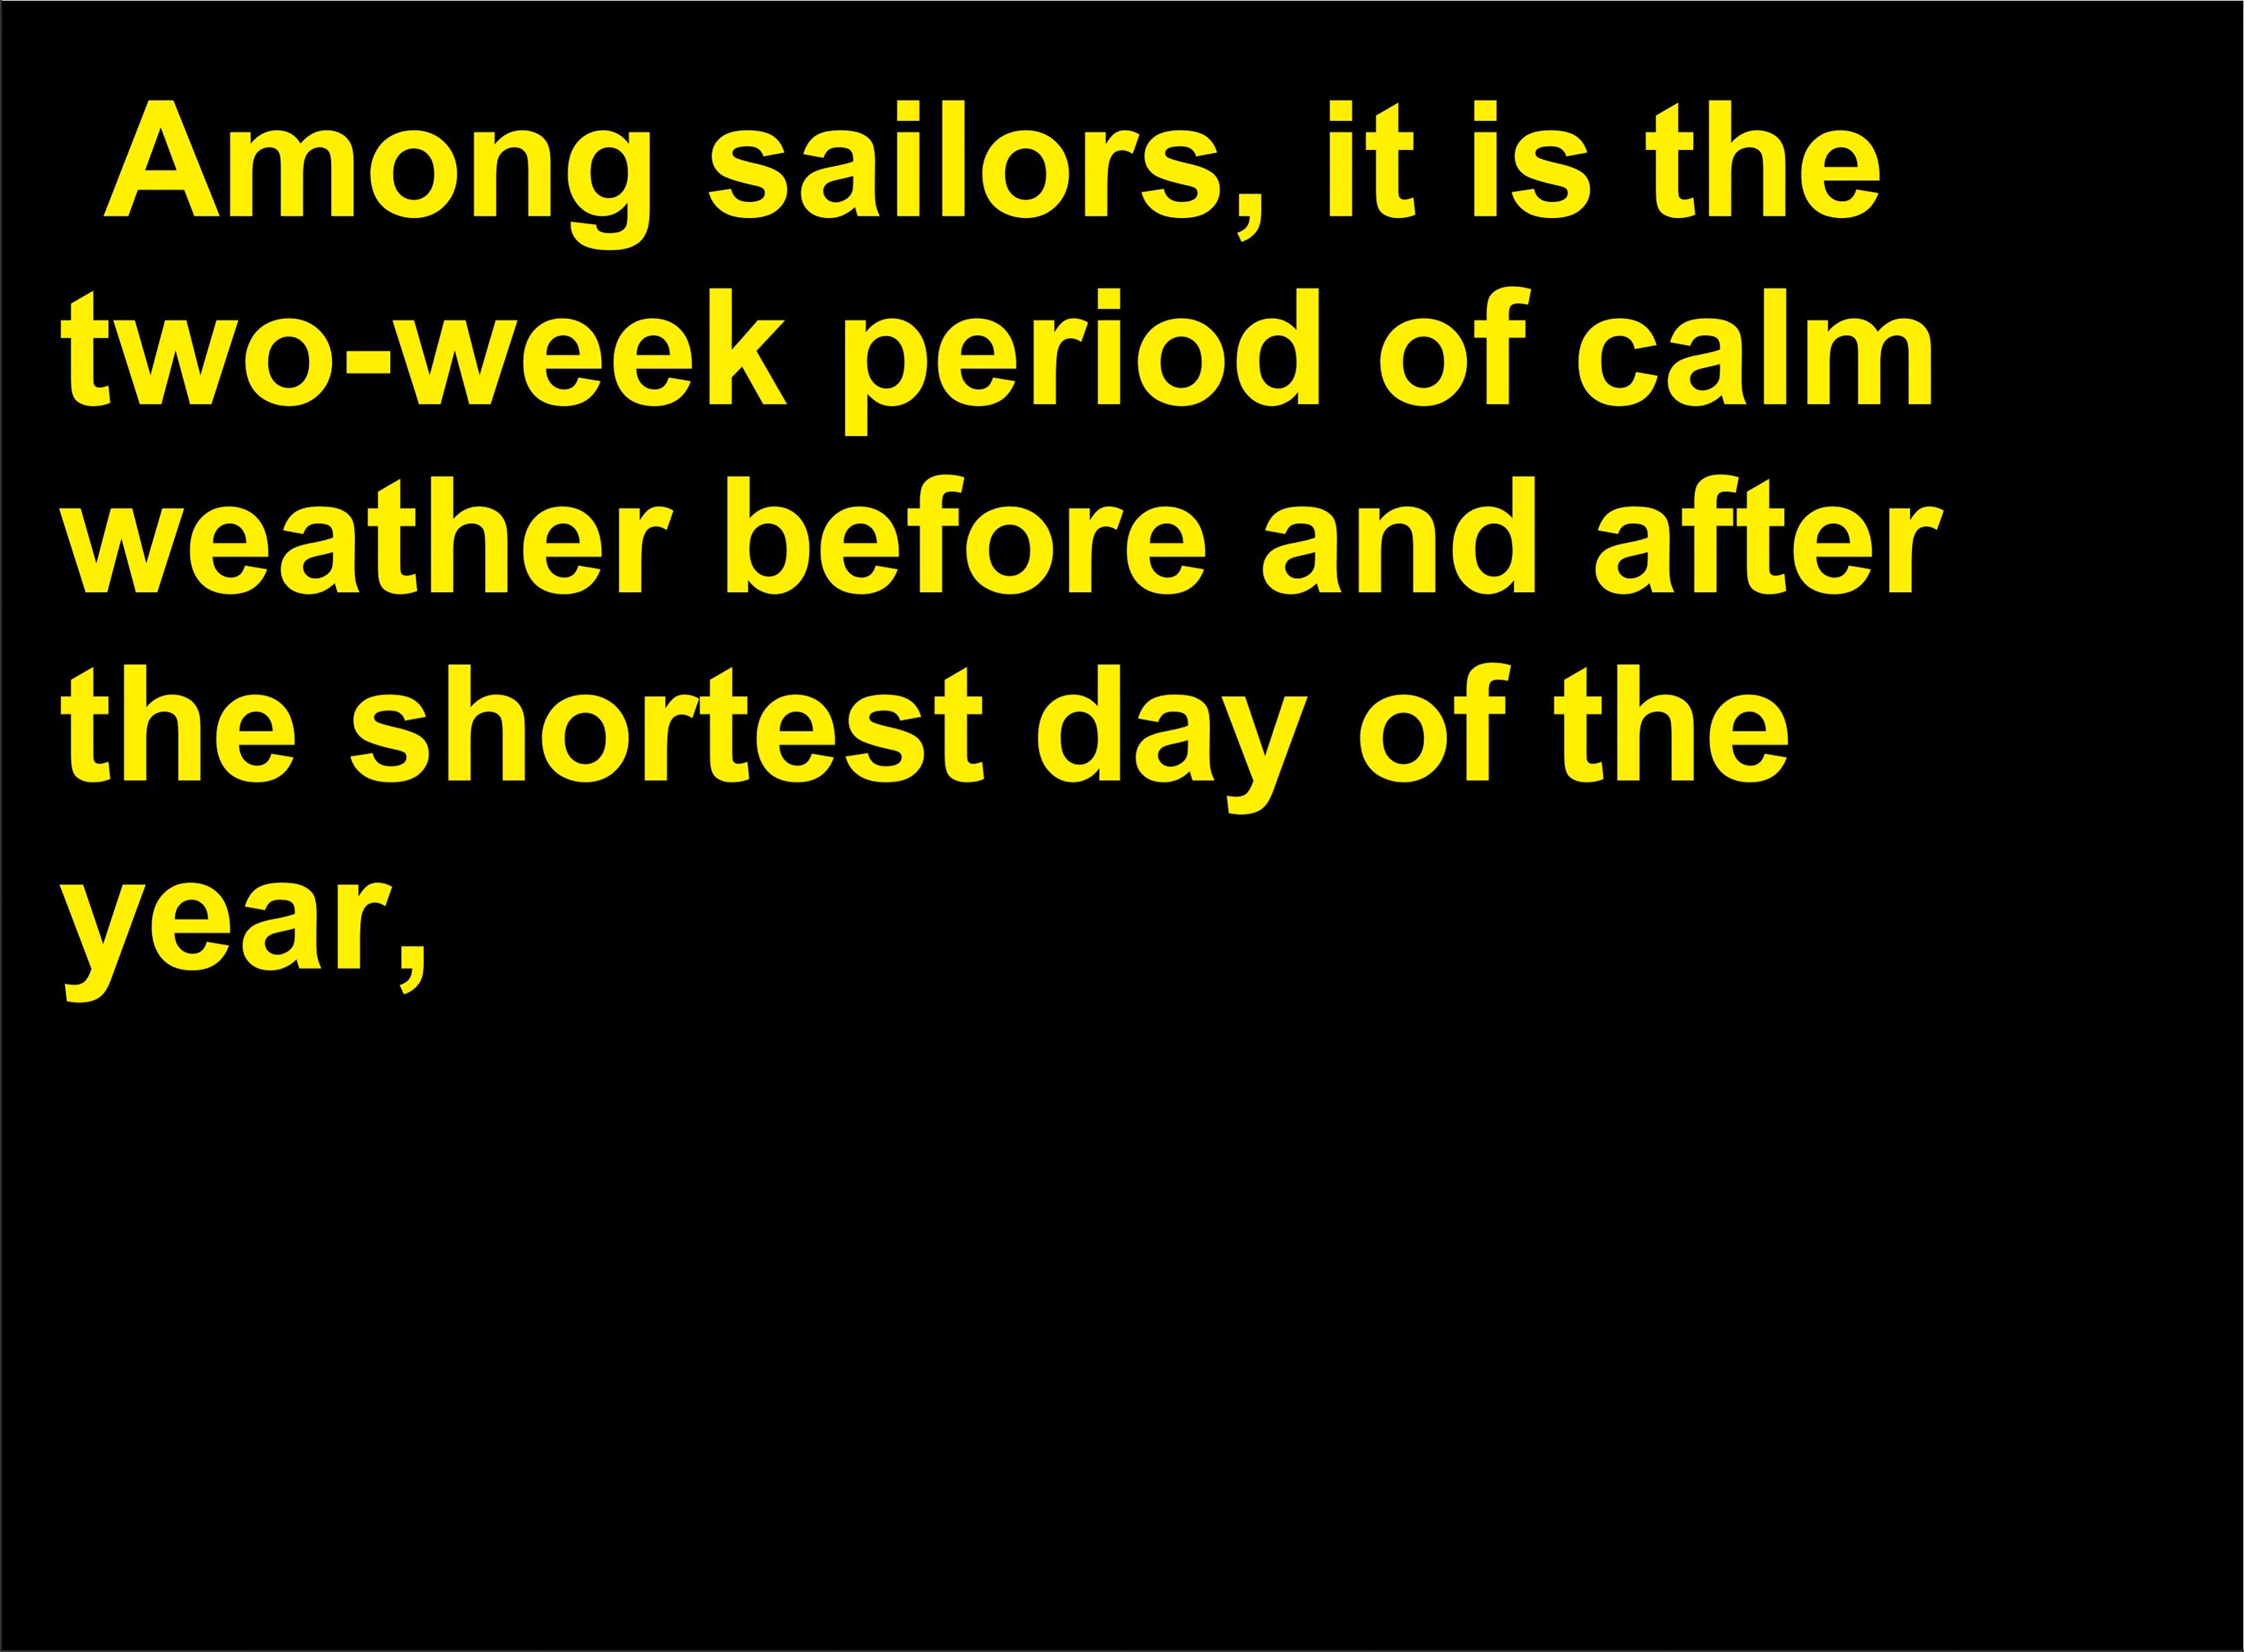 Among sailors, it is the
two-week period of calm
weather before and after
the shortest day of the
year,